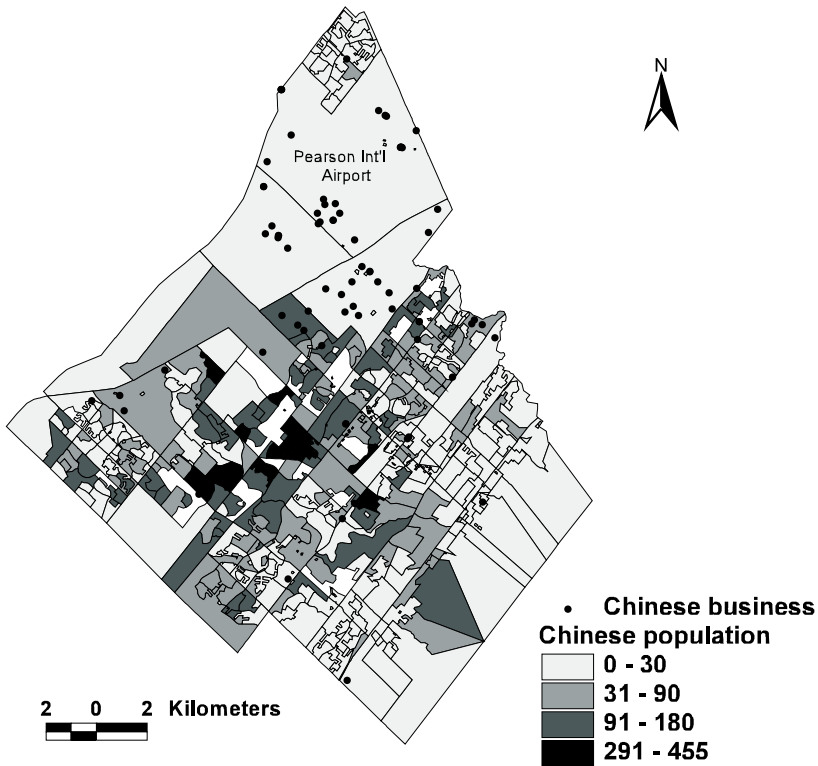 N
Pearson Int'l
Airport
Chinese business
Chinese population
0 - 30
31 - 90
91 - 180
291 - 455
2 0 2 Kilometers